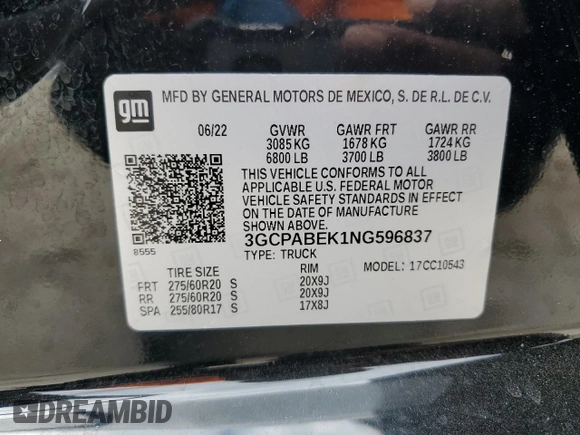 gm
MFD BY GENERAL MOTORS DE MEXICO, S. DE R.L. DE C.V.
06/22 GVWR GAWR FRT GAWR RR
3085 KG 1678 KG 1724 KG
6800 LB 3700 LB 3800 LB
THIS VEHICLE CONFORMS TO ALL
APPLICABLE U.S. FEDERAL MOTOR
VEHICLE SAFETY STANDARDS IN EFFECT
ON THE DATE OF MANUFACTURE
SHOWN ABOVE.
8555
3GCPABEK1NG596837
TYPE: TRUCK MODEL: 17CC10543
TIRE SIZE RIM
FRT 275/60R20 S 20X9J
RR 275/60R20 S 20X9J
SPA 255/80R17 S 17X8J
DREAMBID